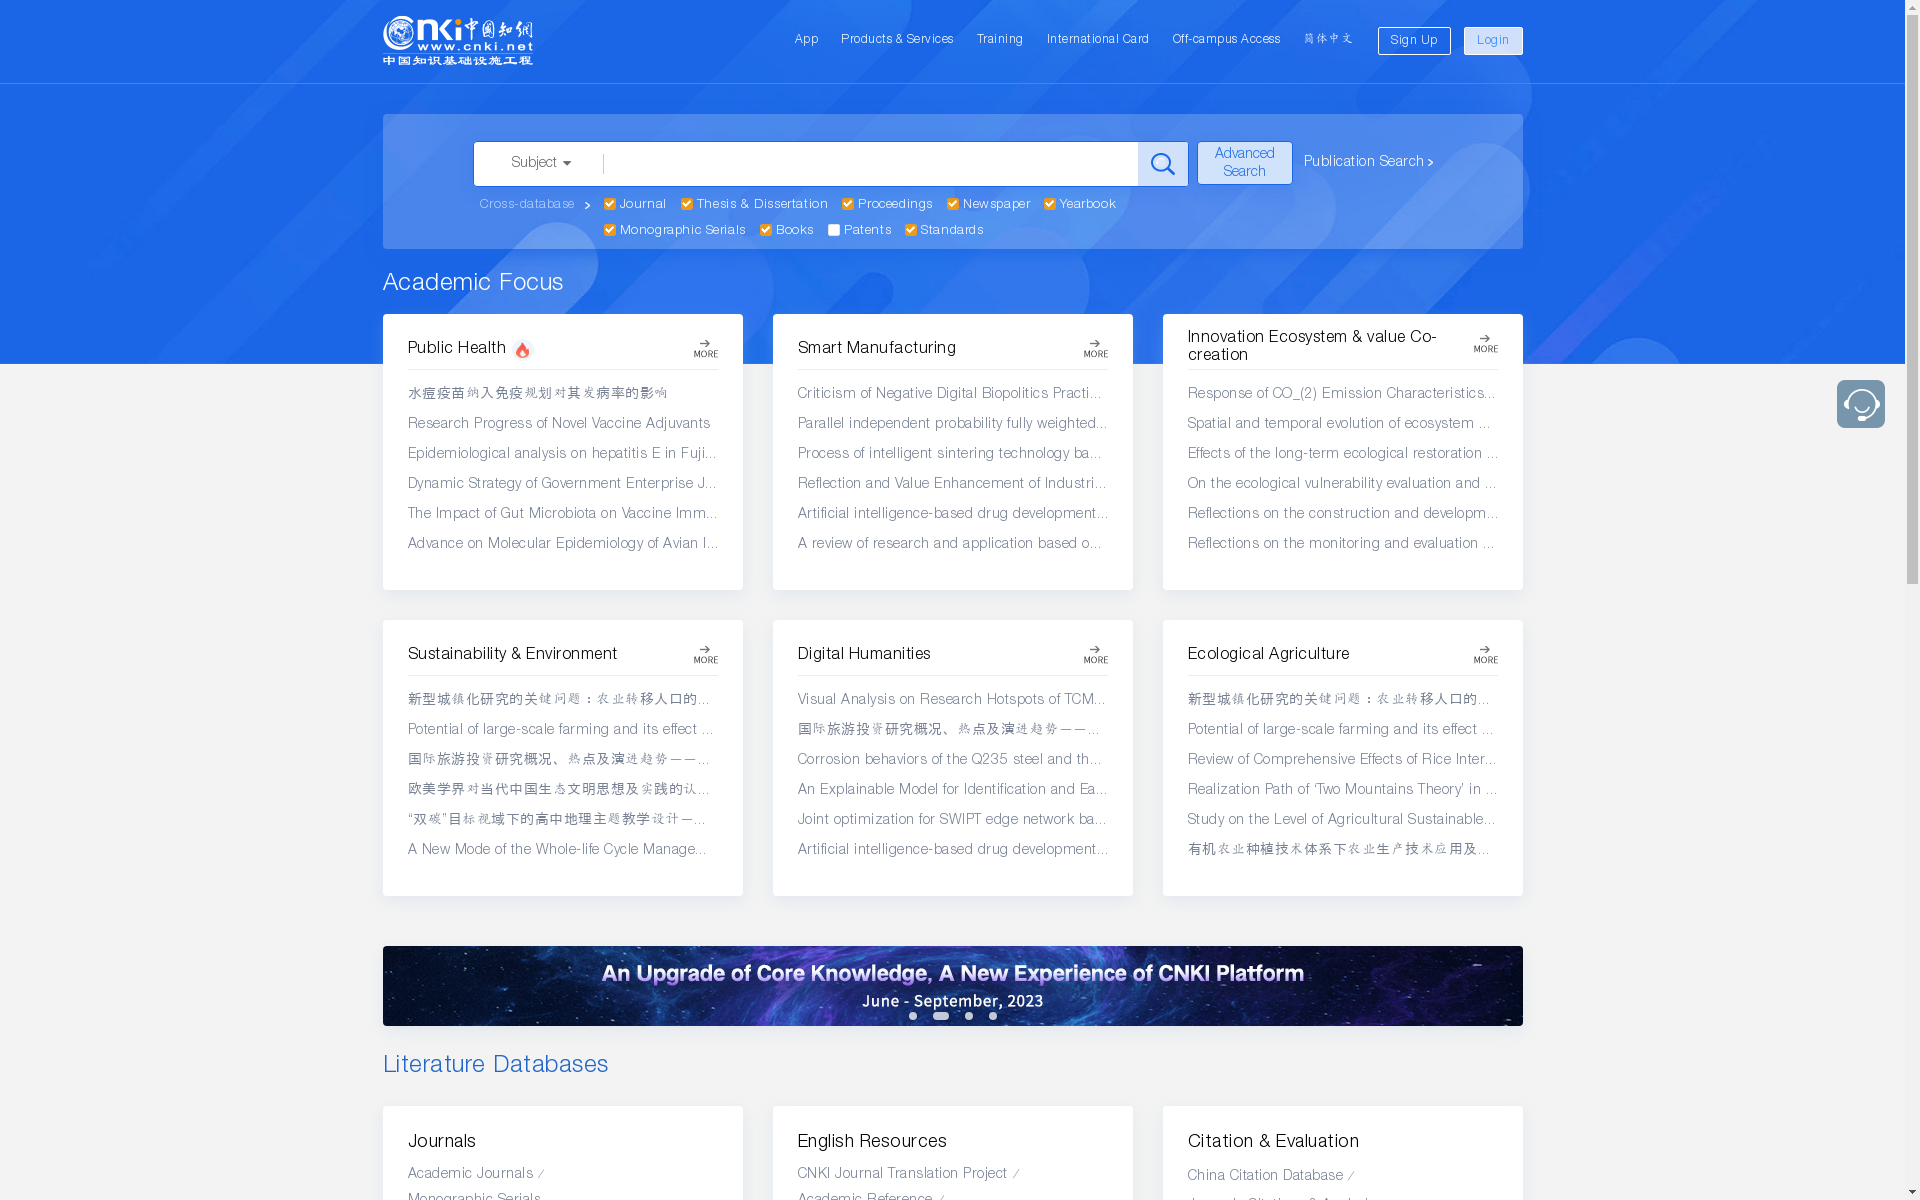 Cnki中国知网
www.cnki.net
中国知识基础设施工程
App Products & Services Training International Card Off-campus Access 简体中文 Sign Up Login
Subject
Advanced Search
Publication Search
Cross-database Journal Thesis & Dissertation Proceedings Newspaper Yearbook
Monographic Serials Books Patents Standards
Academic Focus
Public Health
MORE
水痘疫苗纳入免疫规划对其发病率的影响
Research Progress of Novel Vaccine Adjuvants
Epidemiological analysis on hepatitis E in Fuji...
Dynamic Strategy of Government Enterprise J...
The Impact of Gut Microbiota on Vaccine Imm...
Advance on Molecular Epidemiology of Avian I...
Smart Manufacturing
MORE
Criticism of Negative Digital Biopolitics Practi...
Parallel independent probability fully weighted...
Process of intelligent sintering technology ba...
Reflection and Value Enhancement of Industri...
Artificial intelligence-based drug development...
A review of research and application based o...
Innovation Ecosystem & value Co-
creation
MORE
Response of CO_(2) Emission Characteristics...
Spatial and temporal evolution of ecosystem ...
Effects of the long-term ecological restoration ...
On the ecological vulnerability evaluation and ...
Reflections on the construction and developm...
Reflections on the monitoring and evaluation ...
Sustainability & Environment
MORE
新型城镇化研究的关键问题：农业转移人口的...
Potential of large-scale farming and its effect ...
国际旅游投资研究概况、热点及演进趋势——...
欧美学界对当代中国生态文明思想及实践的认...
“双碳”目标视域下的高中地理主题教学设计—...
A New Mode of the Whole-life Cycle Manage...
Digital Humanities
MORE
Visual Analysis on Research Hotspots of TCM...
国际旅游投资研究概况、热点及演进趋势——...
Corrosion behaviors of the Q235 steel and th...
An Explainable Model for Identification and Ea...
Joint optimization for SWIPT edge network ba...
Artificial intelligence-based drug development...
Ecological Agriculture
MORE
新型城镇化研究的关键问题：农业转移人口的...
Potential of large-scale farming and its effect ...
Review of Comprehensive Effects of Rice Inter...
Realization Path of ‘Two Mountains Theory’ in ...
Study on the Level of Agricultural Sustainable...
有机农业种植技术体系下农业生产技术应用及...
An Upgrade of Core Knowledge, A New Experience of CNKI Platform
June - September, 2023
Literature Databases
Journals
Academic Journals /
Monographic Serials
English Resources
CNKI Journal Translation Project /
Academic Reference /
Citation & Evaluation
China Citation Database /